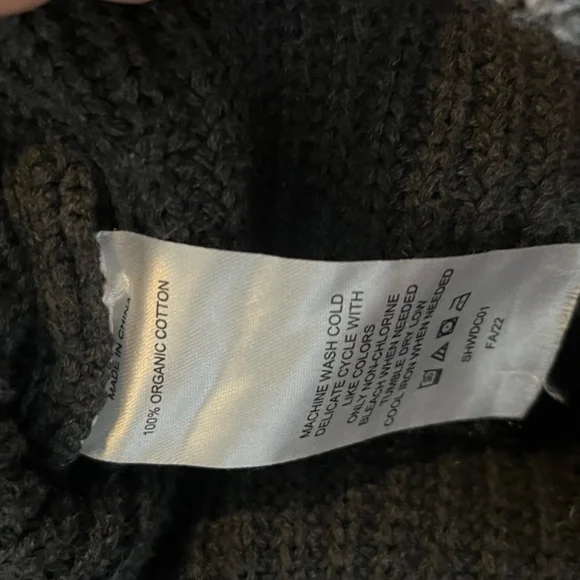 MADE IN CHINA
100% ORGANIC COTTON
MACHINE WASH COLD
DELICATE CYCLE WITH
LIKE COLORS
ONLY NON-CHLORINE
BLEACH WHEN NEEDED
TUMBLE DRY LOW
COOL IRON WHEN NEEDED
SHWDC01
FA/22